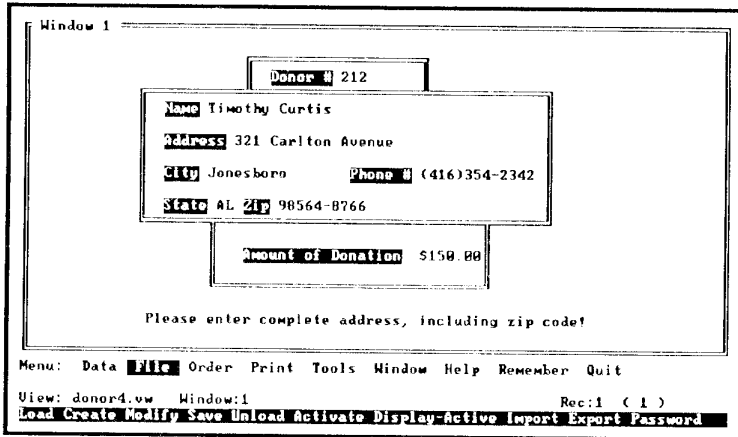 Window 1
Donor # 212
Name Timothy Curtis
Address 321 Carlton Avenue
City Jonesboro Phone # (416)354-2342
State AL Zip 98564-8766
Amount of Donation $150.00
Please enter complete address, including zip code!
Menu: Data File Order Print Tools Window Help Remember Quit
View: donor4.vw Window:1 Rec:1 ( 1 )
Load Create Modify Save Unload Activate Display-Active Import Export Password